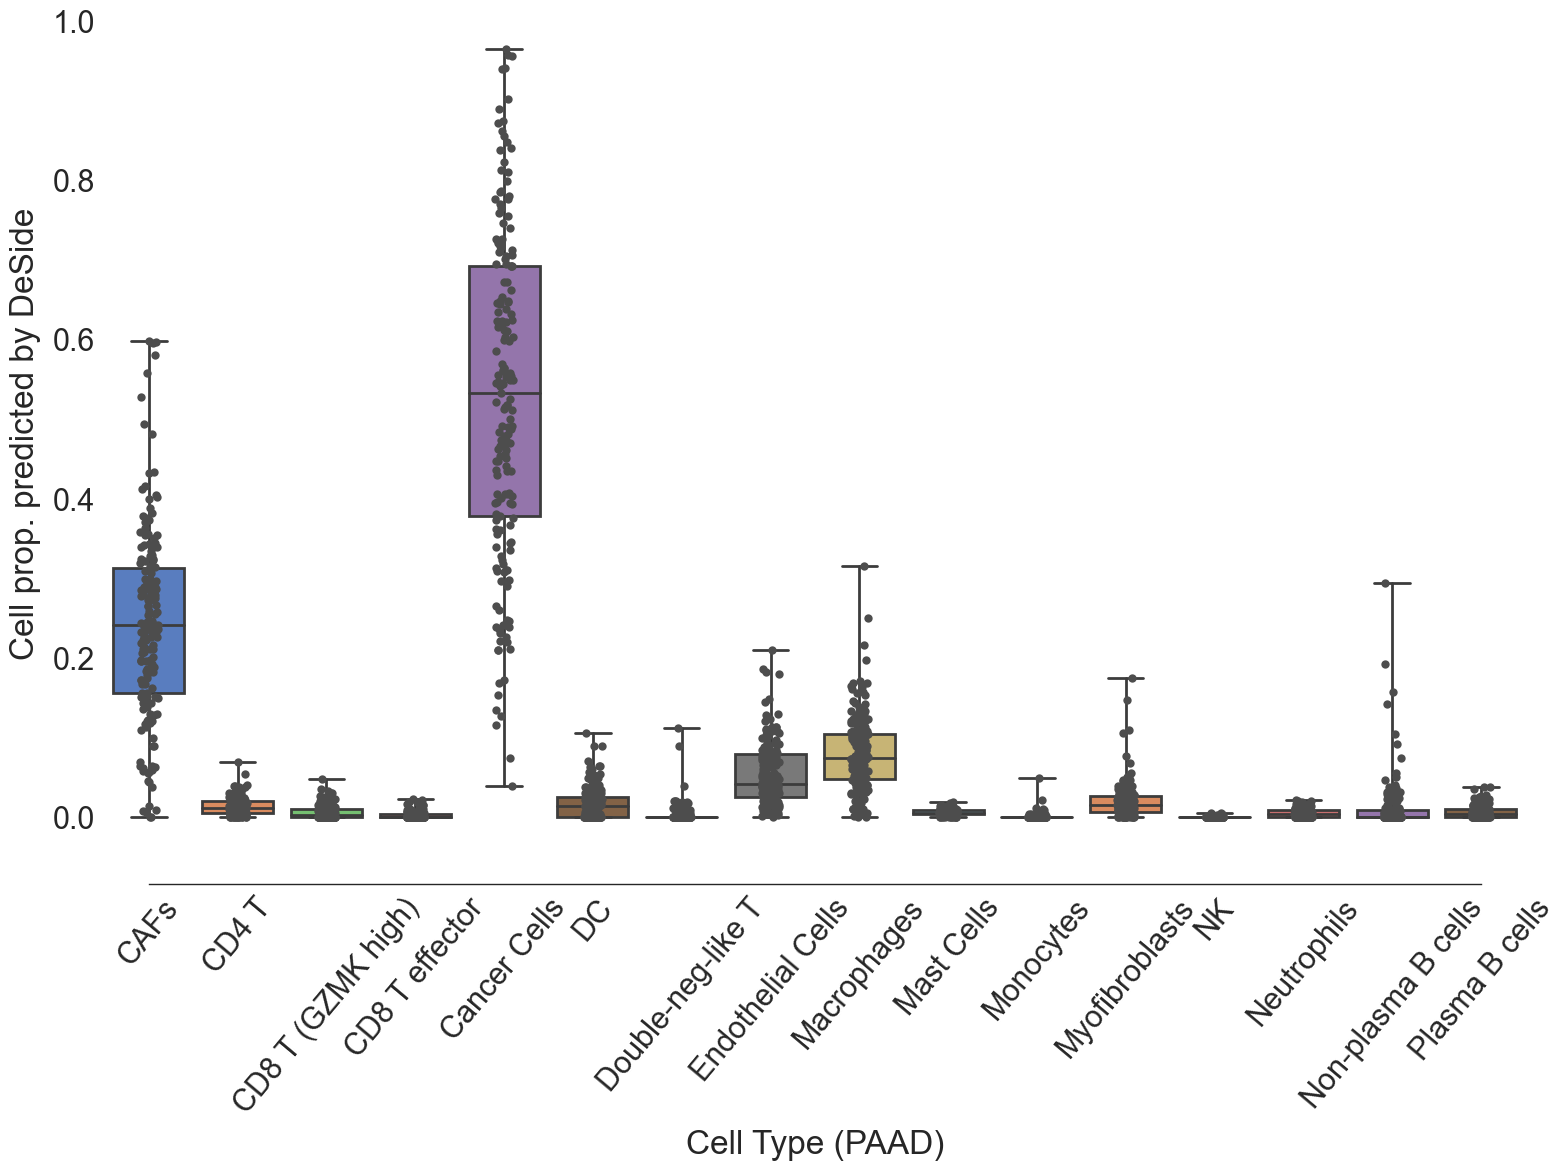 Cell prop. predicted by DeSide
1.0
0.8
0.6
0.4
0.2
0.0
CAFs
CD4 T
CD8 T (GZMK high)
CD8 T effector
Cancer Cells
DC
Double-neg-like T
Endothelial Cells
Macrophages
Mast Cells
Monocytes
Myofibroblasts
NK
Neutrophils
Non-plasma B cells
Plasma B cells
Cell Type (PAAD)